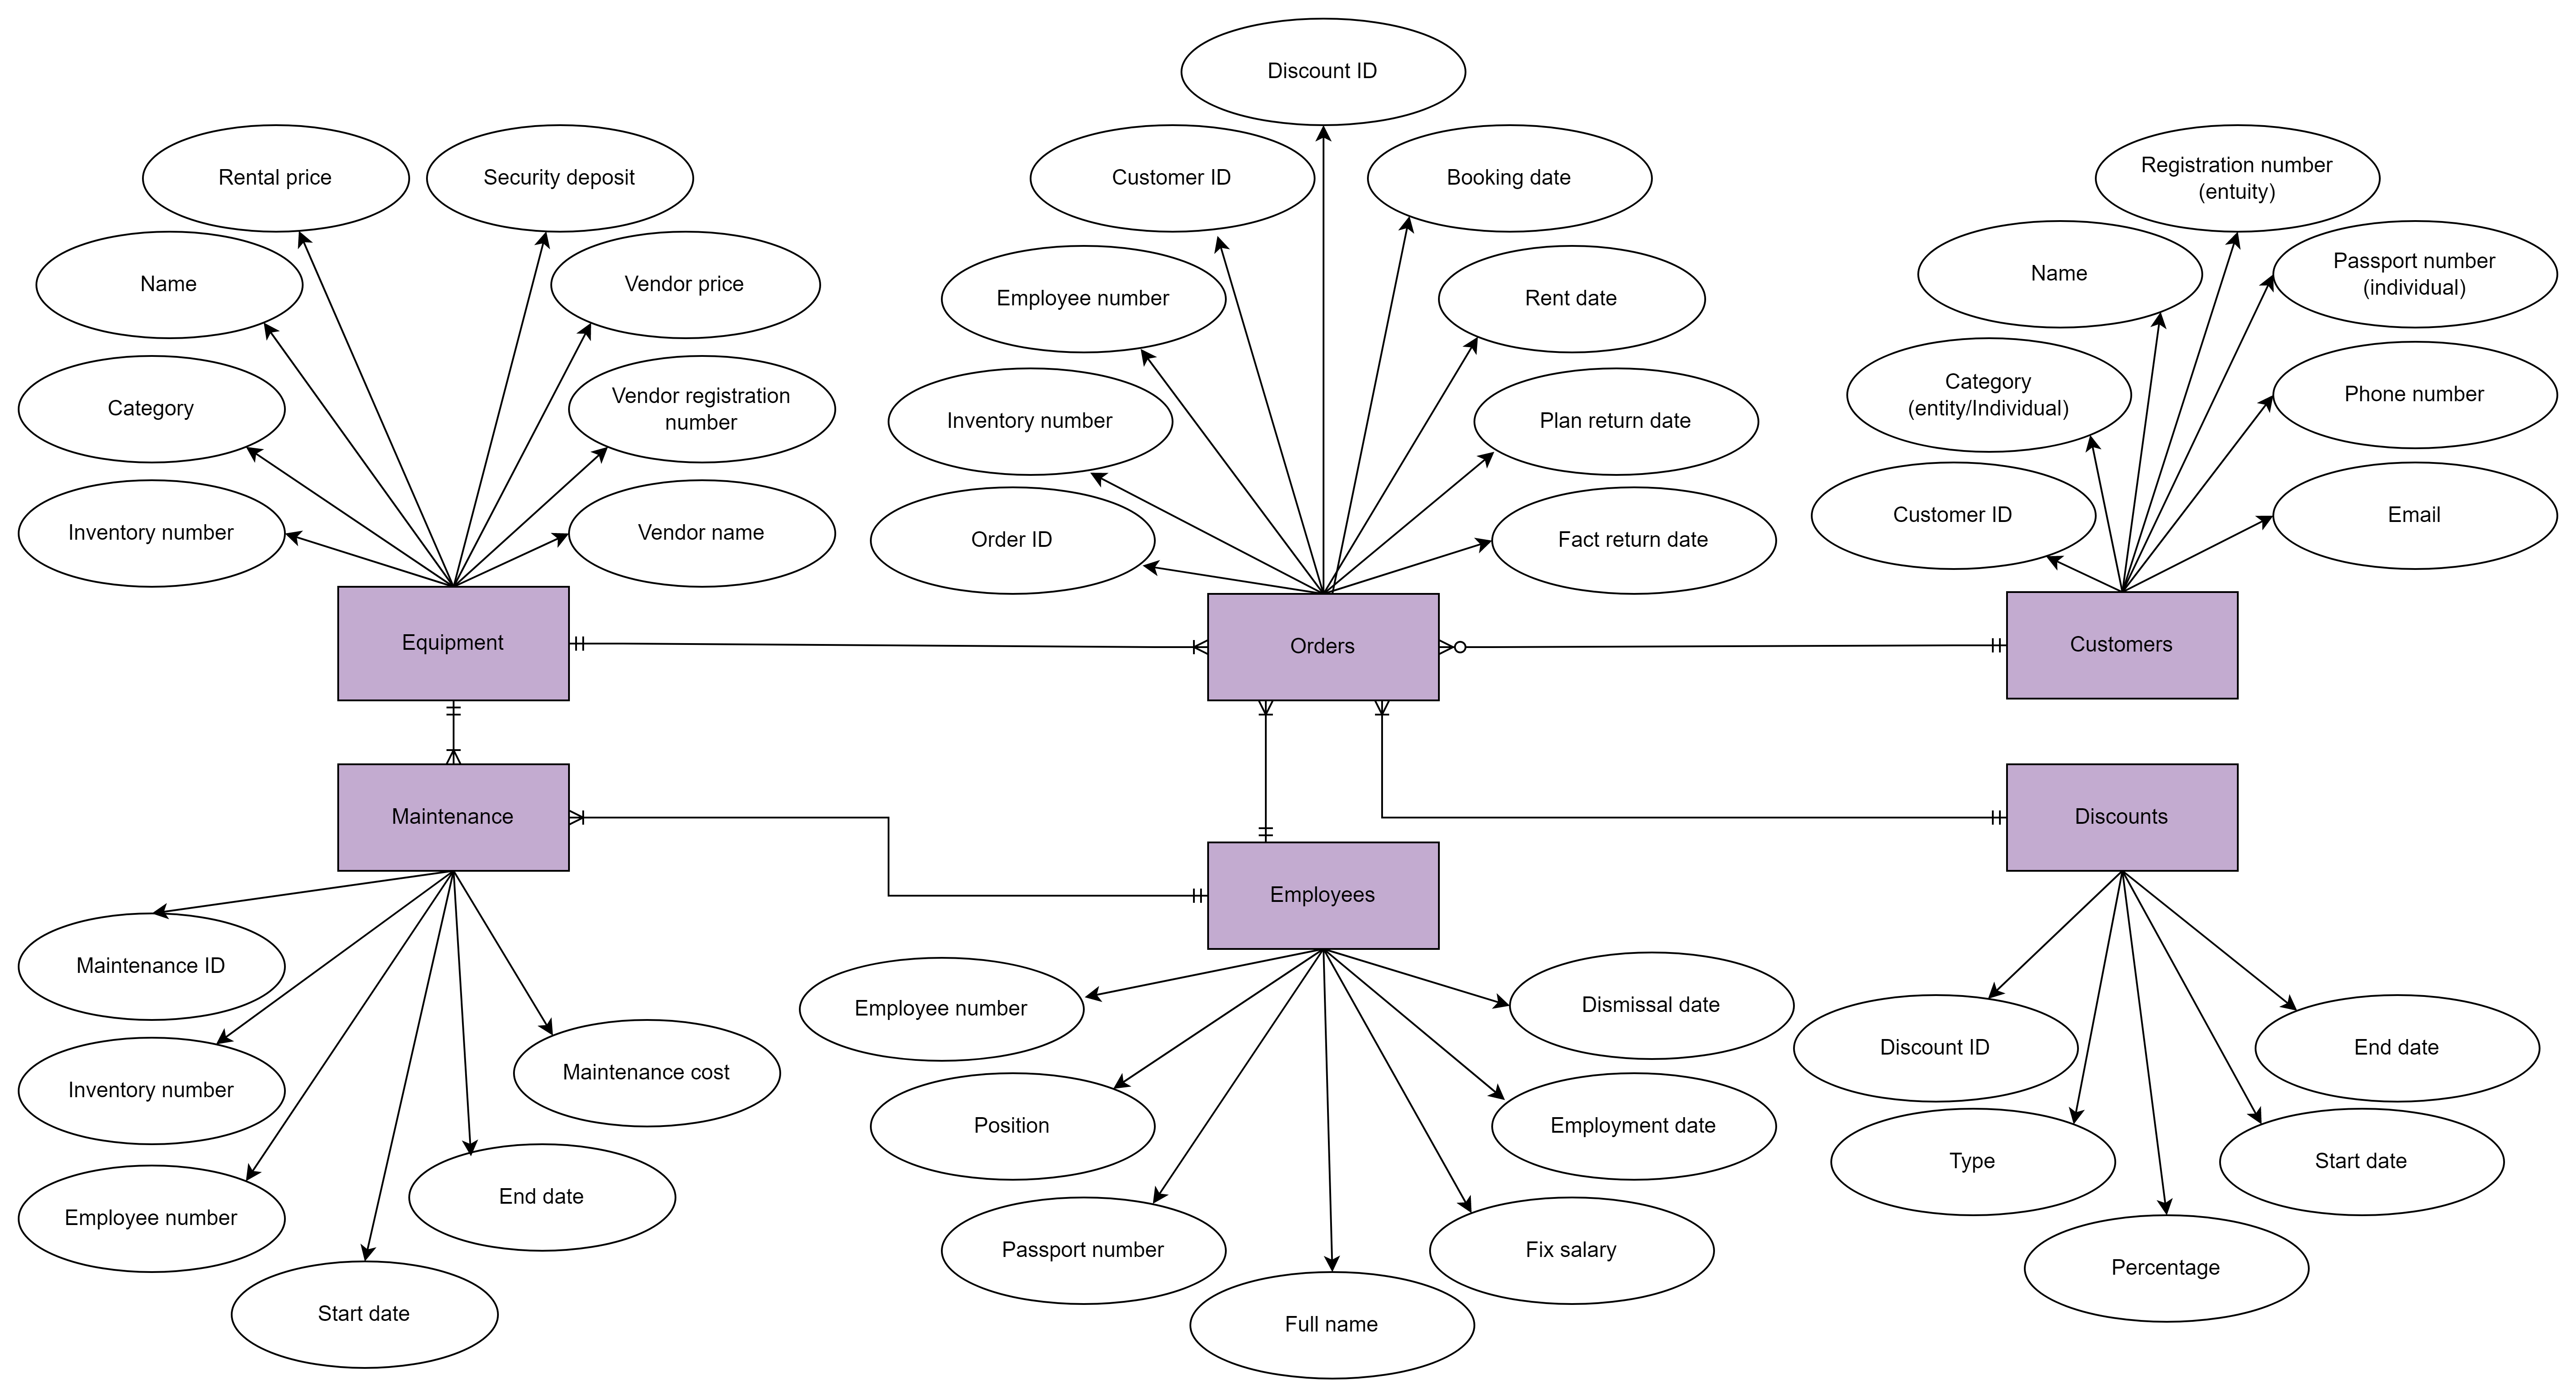 Discount ID
Rental price
Security deposit
Customer ID
Booking date
Registration number
(entuity)
Name
Vendor price
Employee number
Rent date
Name
Passport number
(individual)
Category
Vendor registration
number
Inventory number
Plan return date
Category
(entity/Individual)
Phone number
Inventory number
Vendor name
Order ID
Fact return date
Customer ID
Email
Equipment
Orders
Customers
Maintenance
Employees
Discounts
Maintenance ID
Inventory number
Employee number
Start date
End date
Maintenance cost
Employee number
Position
Passport number
Full name
Fix salary
Employment date
Dismissal date
Discount ID
Type
Percentage
Start date
End date